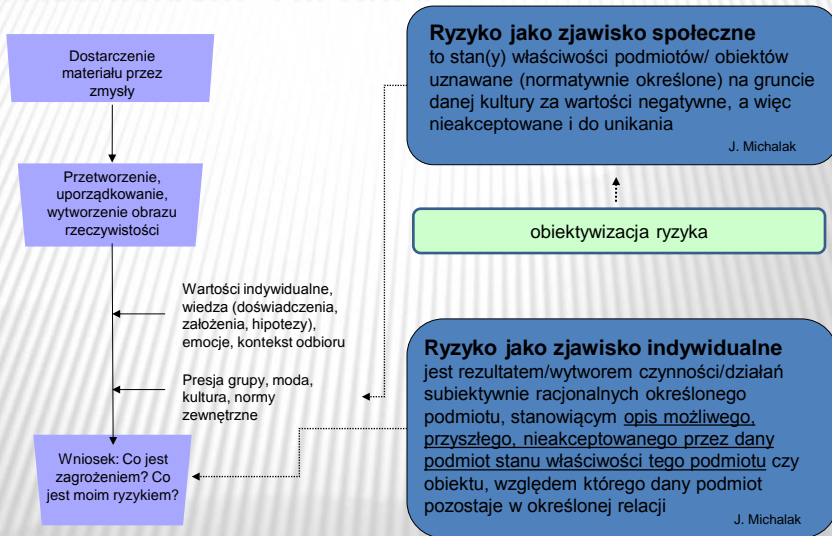 Dostarczenie
materiału przez
zmysły
Przetworzenie,
uporządkowanie,
wytworzenie obrazu
rzeczywistości
Wartości indywidualne,
wiedza (doświadczenia,
założenia, hipotezy),
emocje, kontekst odbioru
Presja grupy, moda,
kultura, normy
zewnętrzne
Wniosek: Co jest
zagrożeniem? Co
jest moim ryzykiem?
Ryzyko jako zjawisko społeczne
to stan(y) właściwości podmiotów/ obiektów
uznawane (normatywnie określone) na gruncie
danej kultury za wartości negatywne, a więc
nieakceptowane i do unikania
J. Michalak
obiektywizacja ryzyka
Ryzyko jako zjawisko indywidualne
jest rezultatem/wytworem czynności/działań
subiektywnie racjonalnych określonego
podmiotu, stanowiącym opis możliwego,
przyszłego, nieakceptowanego przez dany
podmiot stanu właściwości tego podmiotu czy
obiektu, względem którego dany podmiot
pozostaje w określonej relacji
J. Michalak